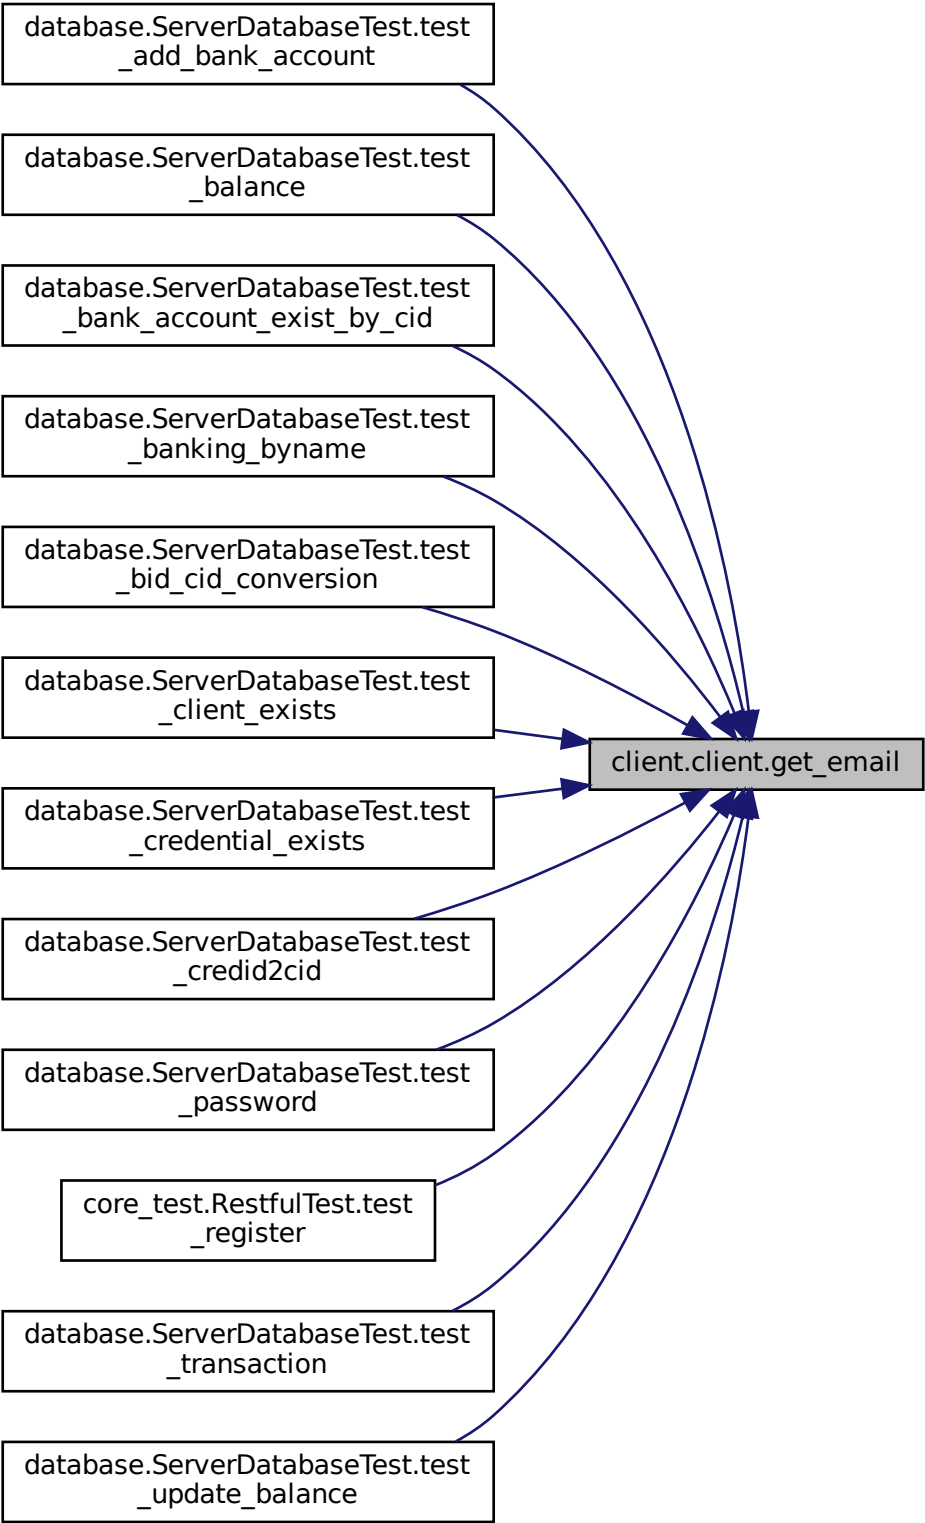 database.ServerDatabaseTest.test
_add_bank_account
database.ServerDatabaseTest.test
_balance
database.ServerDatabaseTest.test
_bank_account_exist_by_cid
database.ServerDatabaseTest.test
_banking_byname
database.ServerDatabaseTest.test
_bid_cid_conversion
database.ServerDatabaseTest.test
_client_exists
client.client.get_email
database.ServerDatabaseTest.test
_credential_exists
database.ServerDatabaseTest.test
_credid2cid
database.ServerDatabaseTest.test
_password
core_test.RestfulTest.test
_register
database.ServerDatabaseTest.test
_transaction
database.ServerDatabaseTest.test
_update_balance